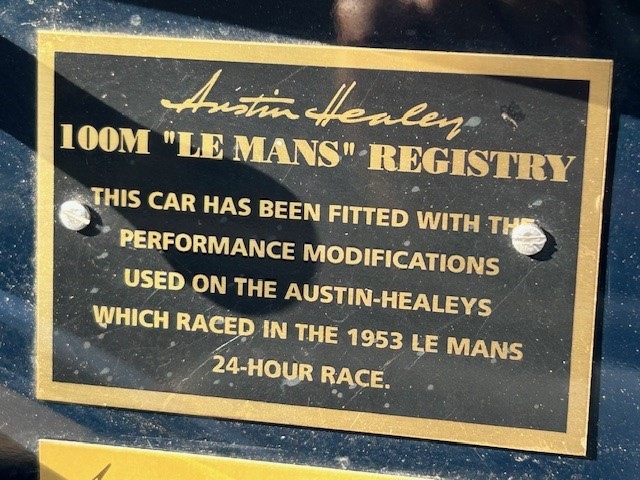 Austin Healey
100M "LE MANS" REGISTRY
THIS CAR HAS BEEN FITTED WITH THE
PERFORMANCE MODIFICATIONS
USED ON THE AUSTIN-HEALEYS
WHICH RACED IN THE 1953 LE MANS
24-HOUR RACE.